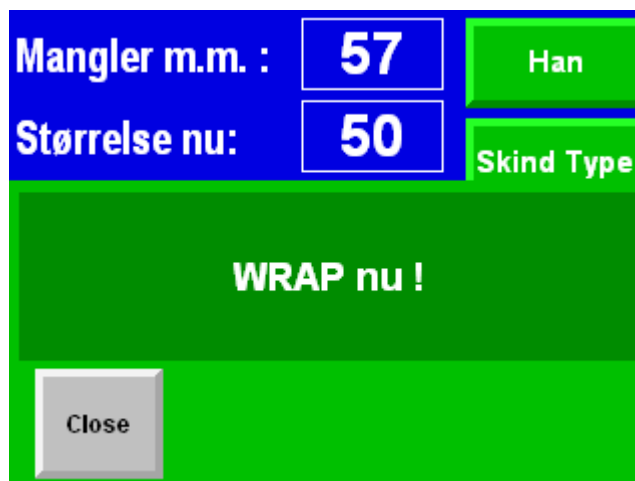 Mangler m.m. : 57 Han
Størrelse nu: 50
Skind Type
WRAP nu !
Close